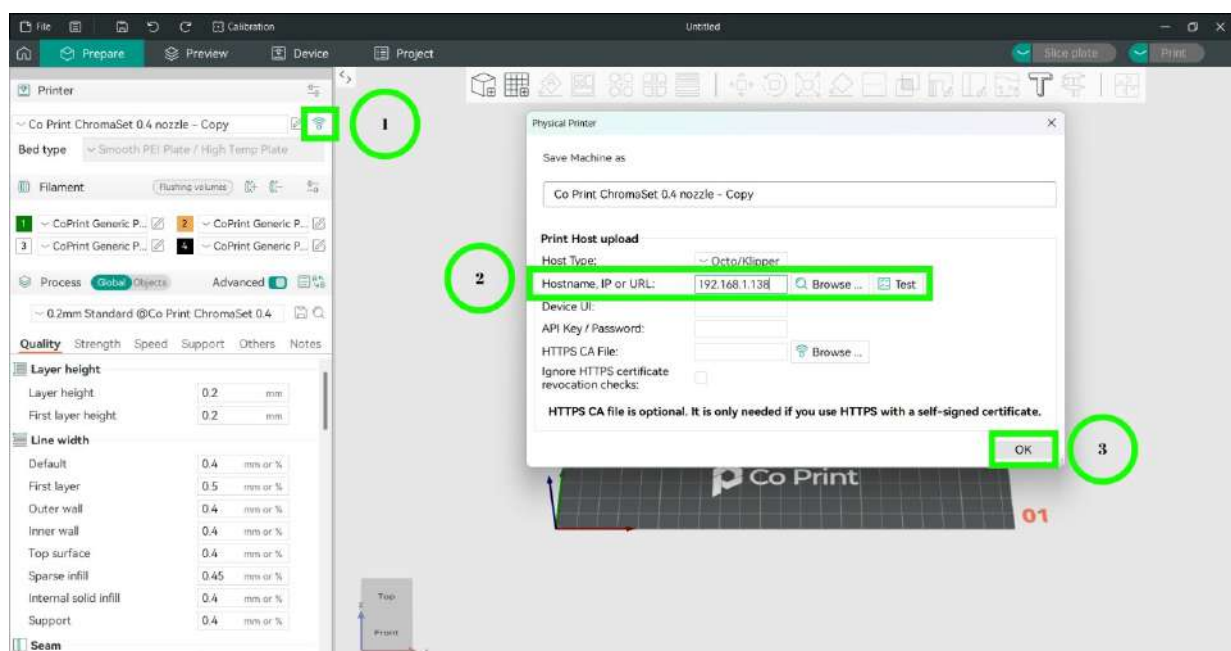 File Calibration Untitled
Prepare Preview Device Project Slice plate Print
Printer
Co Print ChromaSet 0.4 nozzle - Copy
Bed type Smooth PEI Plate / High Temp Plate
Filament Flushing volumes
1 CoPrint Generic P... 2 CoPrint Generic P...
3 CoPrint Generic P... 4 CoPrint Generic P...
Process Global Objects Advanced
0.2mm Standard @Co Print ChromaSet 0.4
Quality Strength Speed Support Others Notes
Layer height
Layer height 0.2 mm
First layer height 0.2 mm
Line width
Default 0.4 mm or %
First layer 0.5 mm or %
Outer wall 0.4 mm or %
Inner wall 0.4 mm or %
Top surface 0.4 mm or %
Sparse infill 0.45 mm or %
Internal solid infill 0.4 mm or %
Support 0.4 mm or %
Seam
1
Physical Printer
Save Machine as
Co Print ChromaSet 0.4 nozzle - Copy
Print Host upload
Host Type: Octo/Klipper
2
Hostname, IP or URL: 192.168.1.138 Browse ... Test
Device UI:
API Key / Password:
HTTPS CA File: Browse ...
Ignore HTTPS certificate
revocation checks:
HTTPS CA file is optional. It is only needed if you use HTTPS with a self-signed certificate.
OK
3
Co Print
01
Top
Front